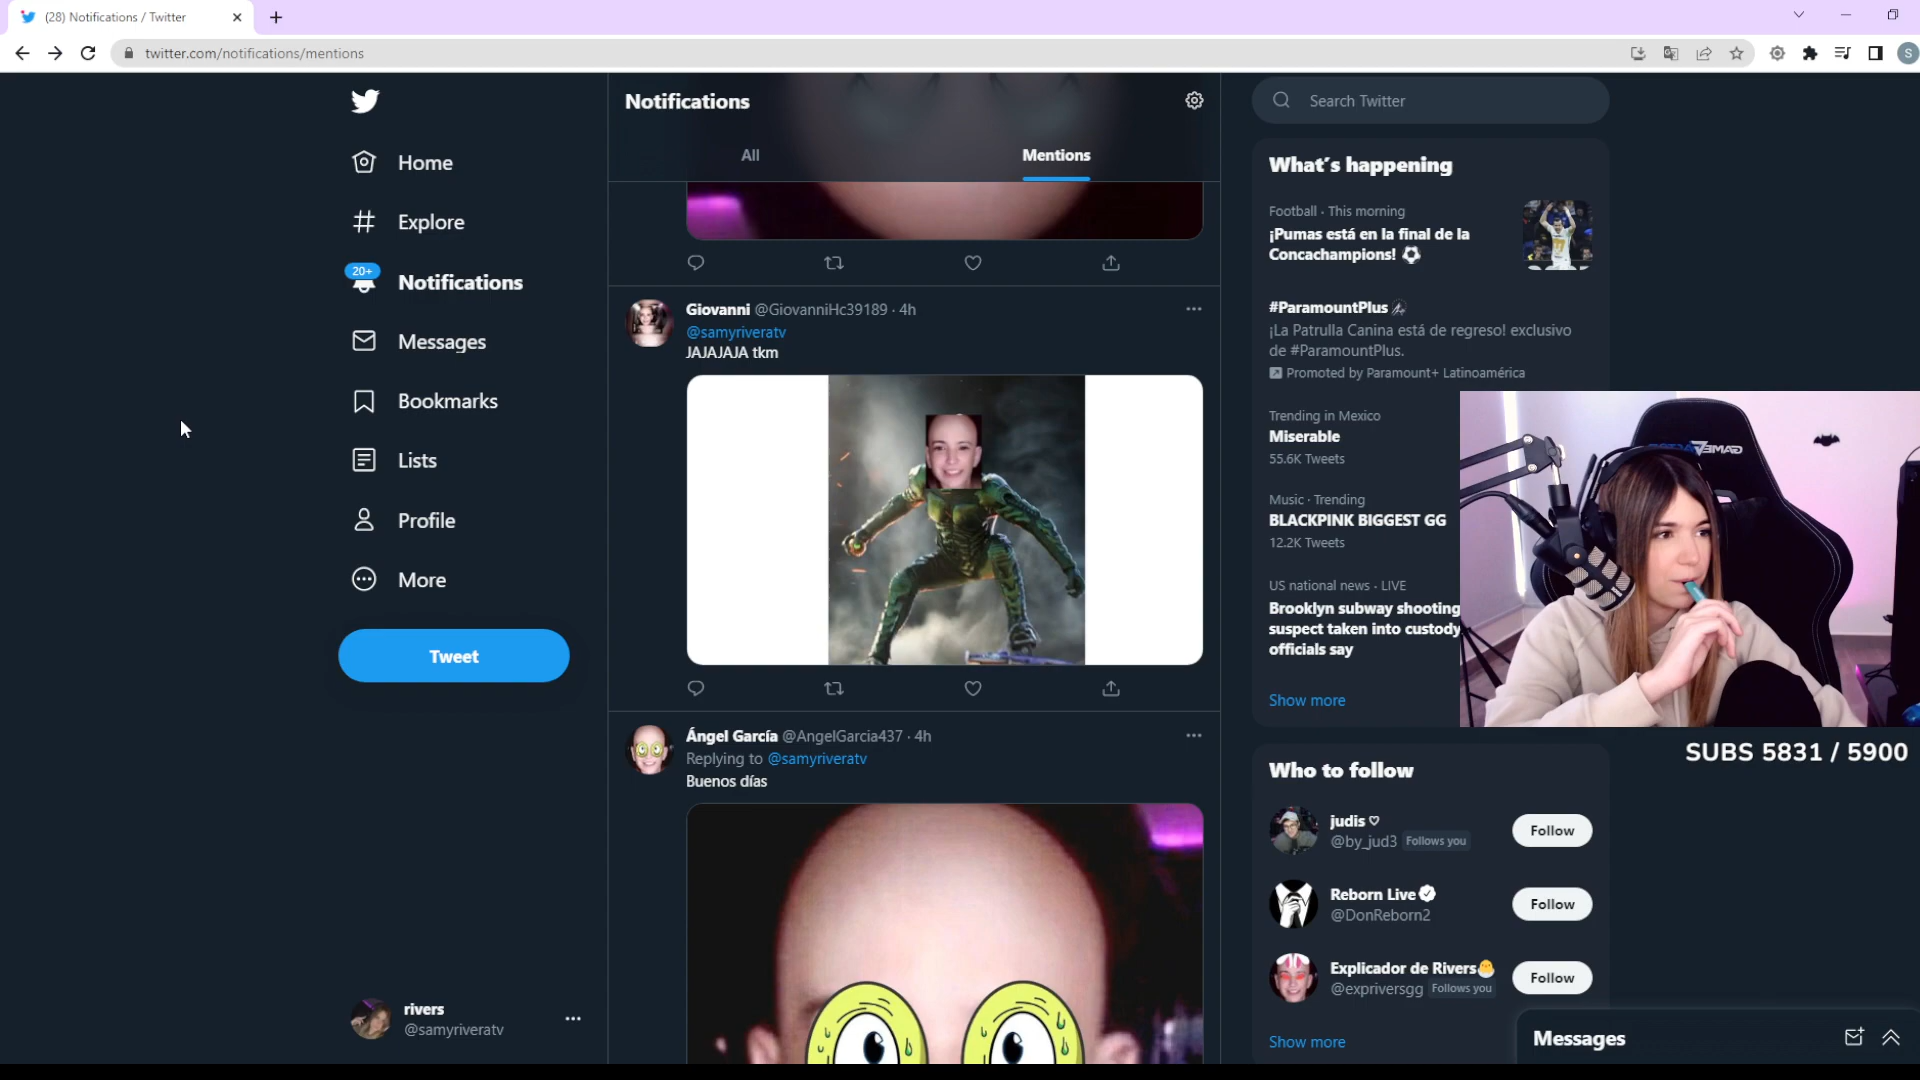 (28) Notifications / Twitter
twitter.com/notifications/mentions
S
Home
Explore
20+
Notifications
Messages
Bookmarks
Lists
Profile
More
Tweet
rivers
@samyriveratv
Notifications
All
Mentions
Giovanni @GiovanniHc39189 · 4h
@samyriveratv
JAJAJAJA tkm
Ángel García @AngelGarcia437 · 4h
Replying to @samyriveratv
Buenos días
Search Twitter
What's happening
Football · This morning
¡Pumas está en la final de la
Concachampions!
#ParamountPlus
¡La Patrulla Canina está de regreso! exclusivo
de #ParamountPlus.
Promoted by Paramount+ Latinoamérica
Trending in Mexico
Miserable
55.6K Tweets
Music · Trending
BLACKPINK BIGGEST GG
12.2K Tweets
US national news · LIVE
Brooklyn subway shooting
suspect taken into custody
officials say
Show more
SUBS 5831 / 5900
Who to follow
judis ♡
@by_jud3 Follows you
Follow
Reborn Live
@DonReborn2
Follow
Explicador de Rivers
@expriversgg Follows you
Follow
Show more
Messages